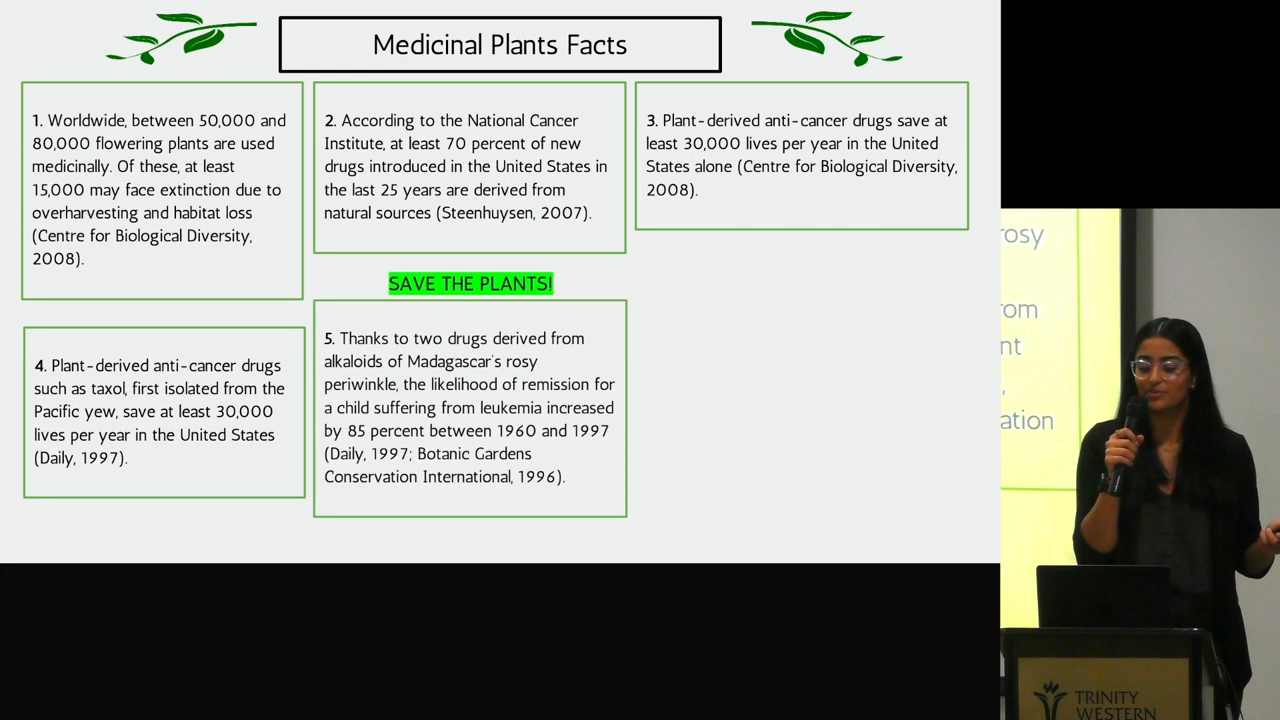 Medicinal Plants Facts
1. Worldwide, between 50,000 and
80,000 flowering plants are used
medicinally. Of these, at least
15,000 may face extinction due to
overharvesting and habitat loss
(Centre for Biological Diversity,
2008).
2. According to the National Cancer
Institute, at least 70 percent of new
drugs introduced in the United States in
the last 25 years are derived from
natural sources (Steenhuysen, 2007).
3. Plant-derived anti-cancer drugs save at
least 30,000 lives per year in the United
States alone (Centre for Biological Diversity,
2008).
SAVE THE PLANTS!
4. Plant-derived anti-cancer drugs
such as taxol, first isolated from the
Pacific yew, save at least 30,000
lives per year in the United States
(Daily, 1997).
5. Thanks to two drugs derived from
alkaloids of Madagascar's rosy
periwinkle, the likelihood of remission for
a child suffering from leukemia increased
by 85 percent between 1960 and 1997
(Daily, 1997; Botanic Gardens
Conservation International, 1996).
rosy
rom
nt
,
ation
TRINITY
WESTERN